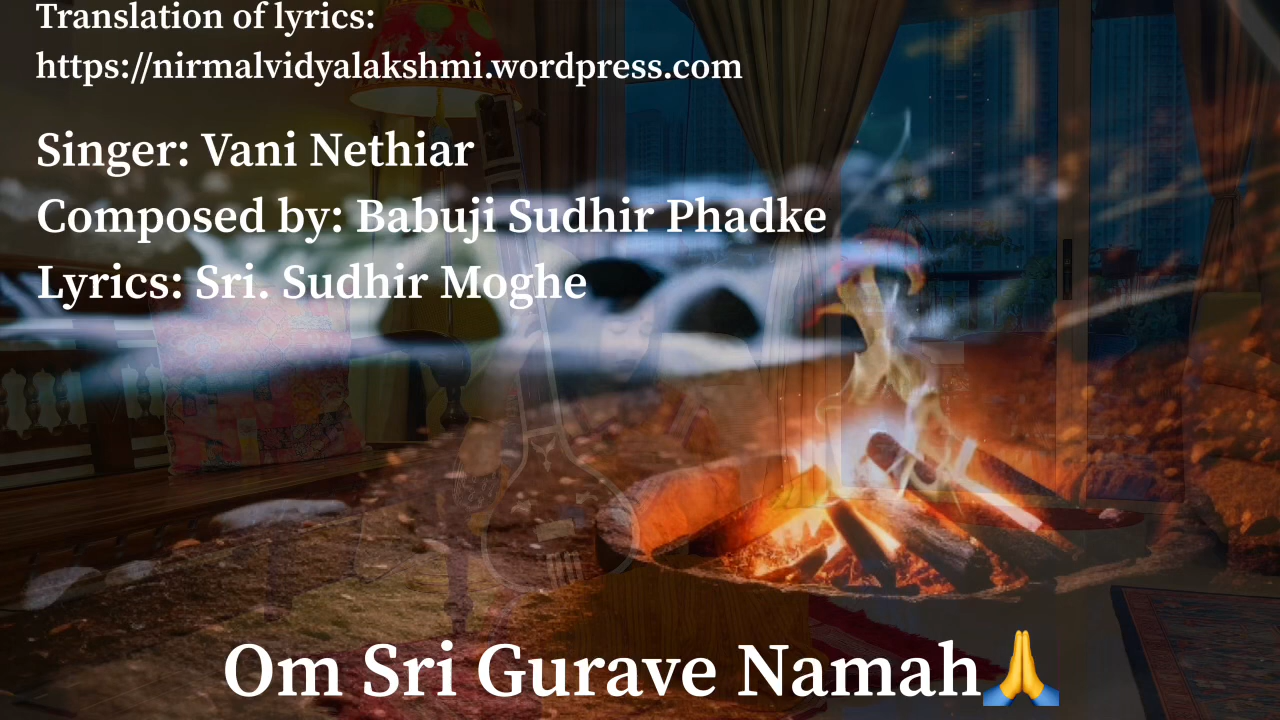 Translation of lyrics:
https://nirmalvidyalakshmi.wordpress.com
Singer: Vani Nethiar
Composed by: Babuji Sudhir Phadke
Lyrics: Sri. Sudhir Moghe
Om Sri Gurave Namah🙏